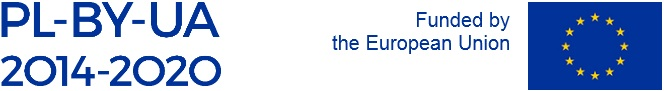 PL-BY-UA
2014-2020
Funded by
the European Union